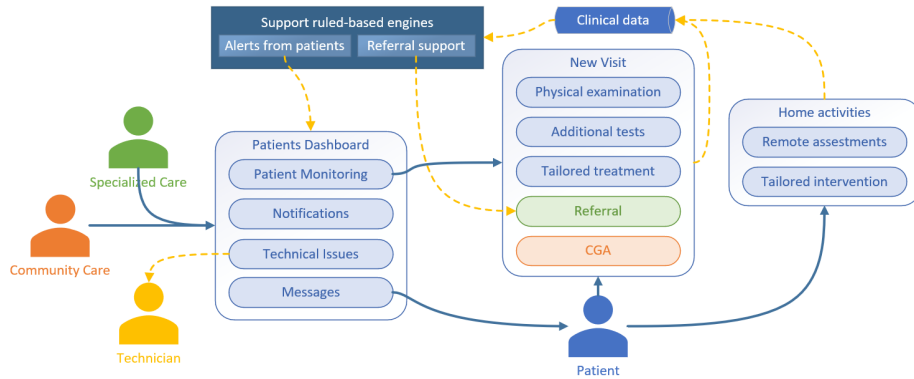 Support ruled-based engines
Alerts from patients
Referral support
Clinical data
New Visit
Physical examination
Additional tests
Tailored treatment
Referral
CGA
Home activities
Remote assestments
Tailored intervention
Patients Dashboard
Patient Monitoring
Notifications
Technical Issues
Messages
Specialized Care
Community Care
Technician
Patient